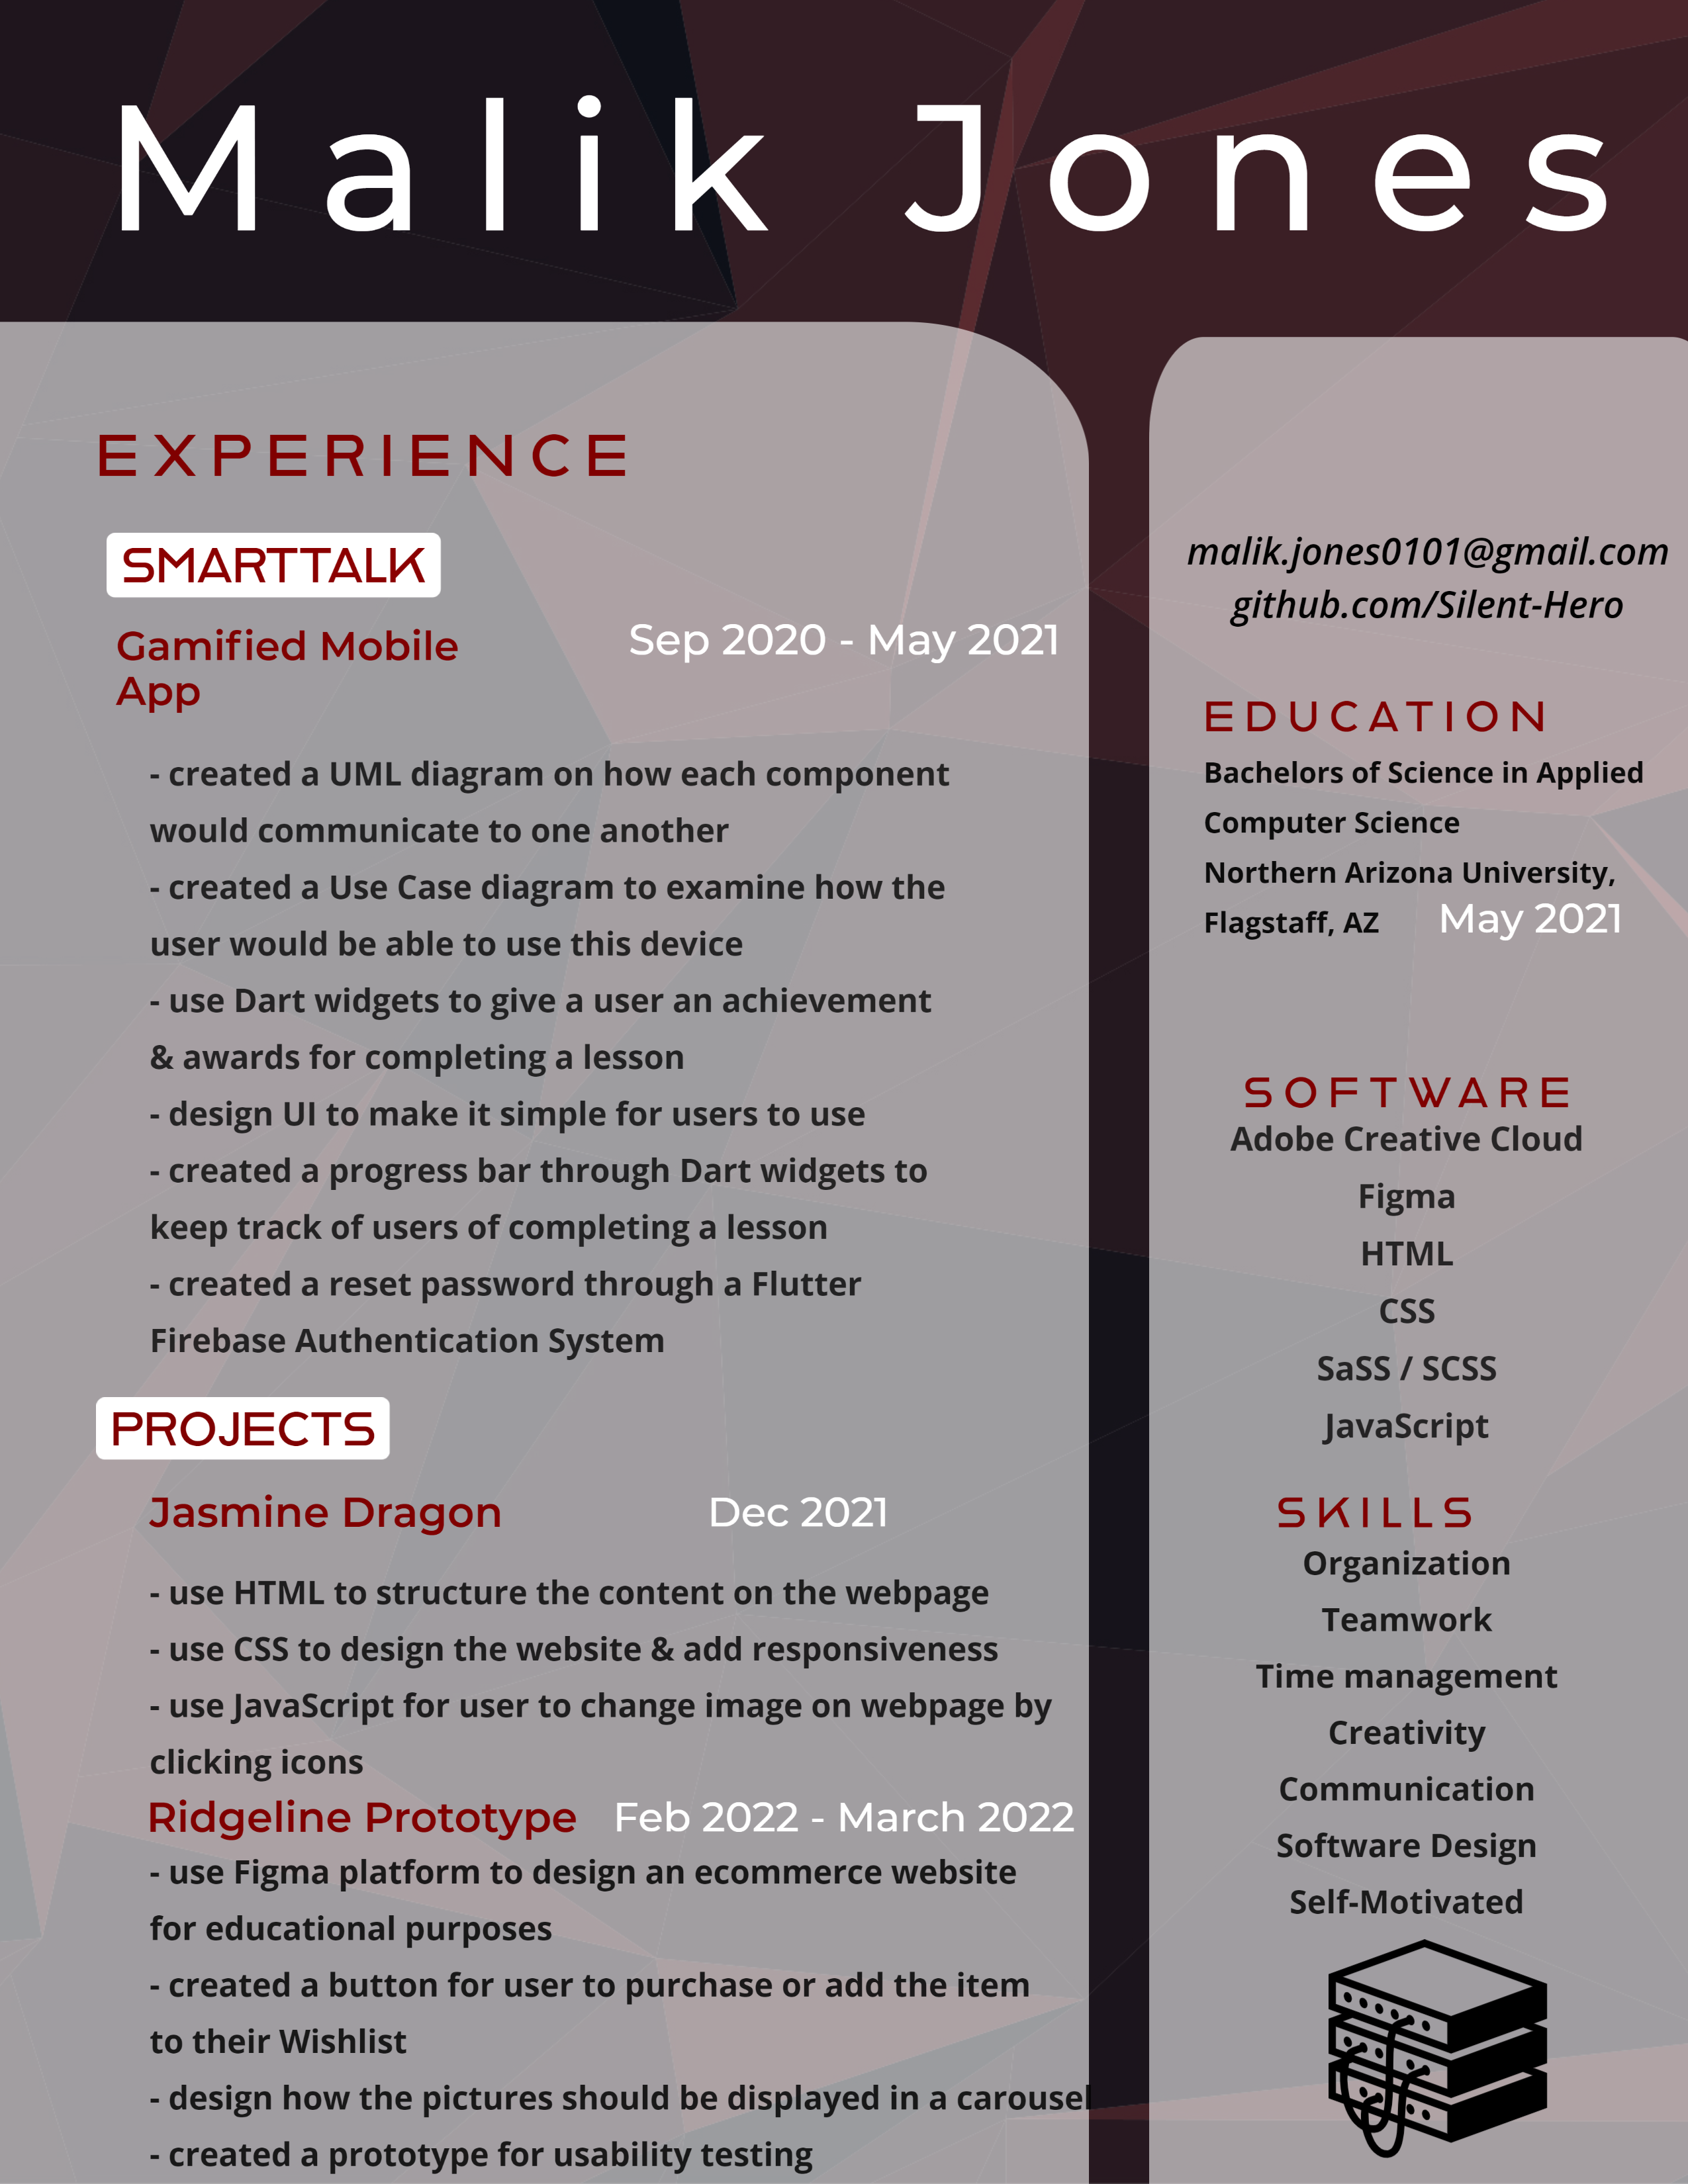 Malik Jones
EXPERIENCE
SMARTTALK
Gamified Mobile
App
Sep 2020 - May 2021
- created a UML diagram on how each component
would communicate to one another
- created a Use Case diagram to examine how the
user would be able to use this device
- use Dart widgets to give a user an achievement
& awards for completing a lesson
- design UI to make it simple for users to use
- created a progress bar through Dart widgets to
keep track of users of completing a lesson
- created a reset password through a Flutter
Firebase Authentication System
PROJECTS
Jasmine Dragon
Dec 2021
- use HTML to structure the content on the webpage
- use CSS to design the website & add responsiveness
- use JavaScript for user to change image on webpage by
clicking icons
Ridgeline Prototype
Feb 2022 - March 2022
- use Figma platform to design an ecommerce website
for educational purposes
- created a button for user to purchase or add the item
to their Wishlist
- design how the pictures should be displayed in a carousel
- created a prototype for usability testing
malik.jones0101@gmail.com
github.com/Silent-Hero
EDUCATION
Bachelors of Science in Applied
Computer Science
Northern Arizona University,
Flagstaff, AZ
May 2021
SOFTWARE
Adobe Creative Cloud
Figma
HTML
CSS
SaSS / SCSS
JavaScript
SKILLS
Organization
Teamwork
Time management
Creativity
Communication
Software Design
Self-Motivated